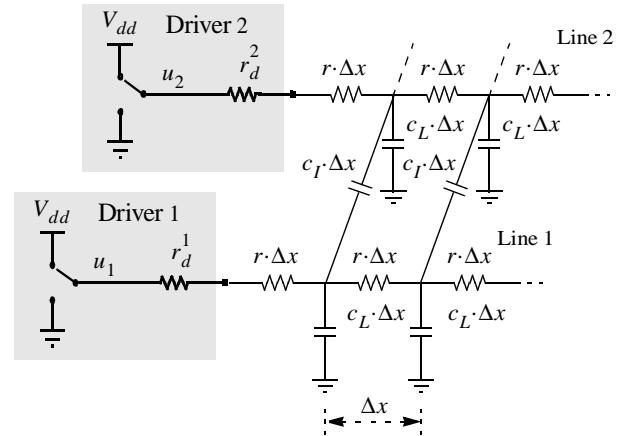 Driver 2
V_dd
u_2
r_d^2
Line 2
r·Δx
r·Δx
r·Δx
c_L·Δx
c_L·Δx
c_I·Δx
c_I·Δx
Driver 1
V_dd
u_1
r_d^1
Line 1
r·Δx
r·Δx
r·Δx
c_L·Δx
c_L·Δx
Δx